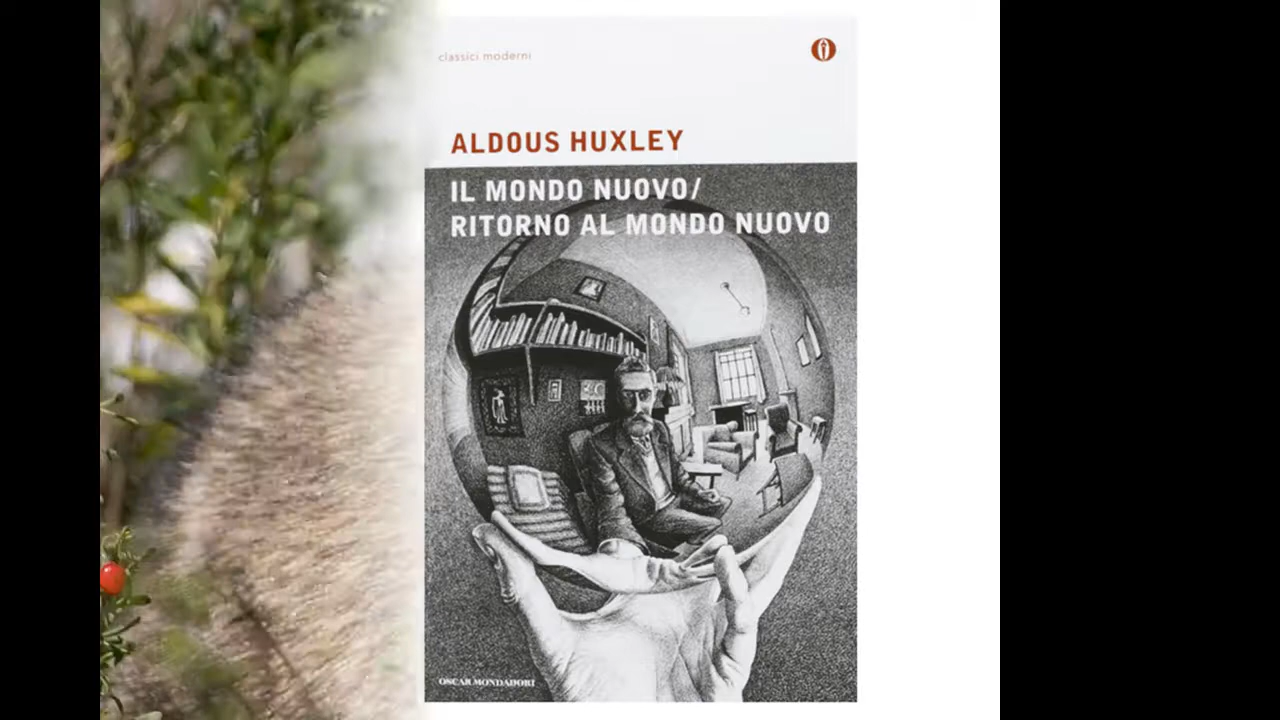 classici moderni
ALDOUS HUXLEY
IL MONDO NUOVO/
RITORNO AL MONDO NUOVO
OSCAR MONDADORI